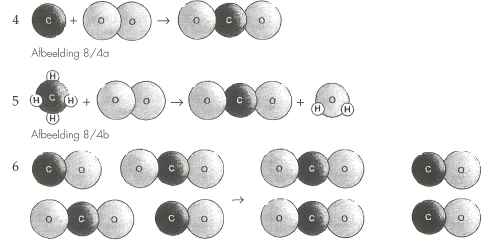 4 C + O O → O C O
Afbeelding 8/4a
5 H H C H H + O O → O C O + O H H
Afbeelding 8/4b
6 C O O C O → O C O C O
O C O C O O C O C O